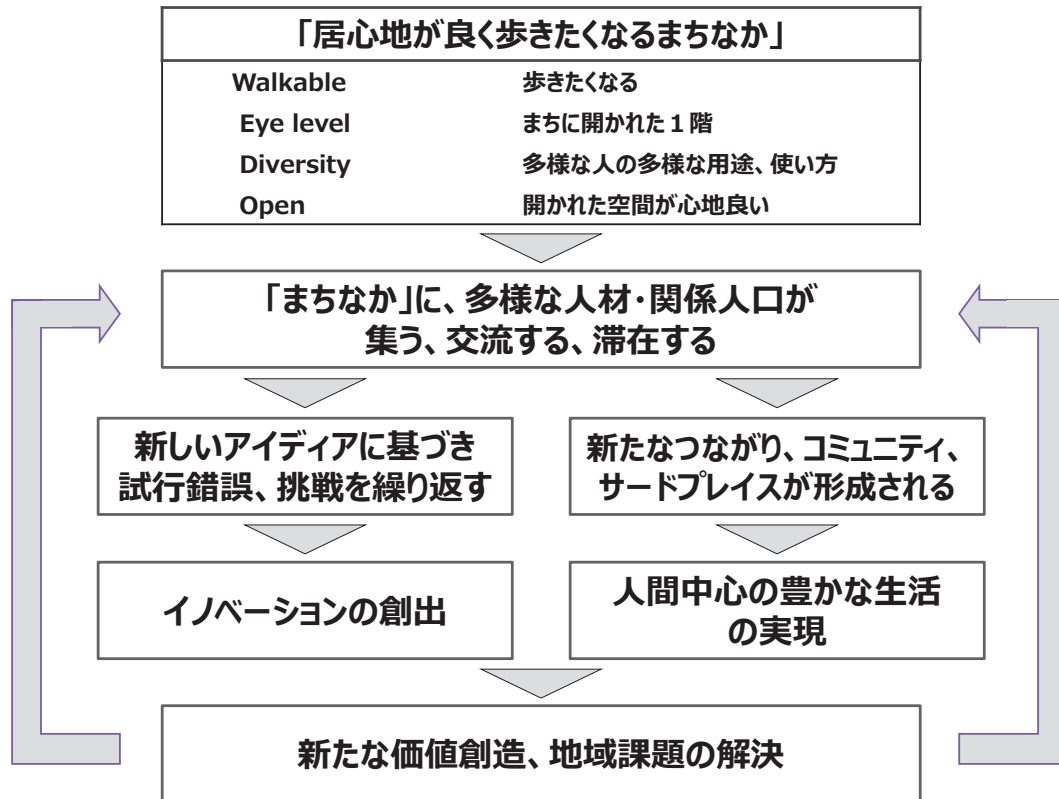 「居心地が良く歩きたくなるまちなか」
Walkable 歩きたくなる
Eye level まちに開かれた１階
Diversity 多様な人の多様な用途、使い方
Open 開かれた空間が心地良い
「まちなか」に、多様な人材・関係人口が
集う、交流する、滞在する
新しいアイディアに基づき
試行錯誤、挑戦を繰り返す
新たなつながり、コミュニティ、
サードプレイスが形成される
イノベーションの創出
人間中心の豊かな生活
の実現
新たな価値創造、地域課題の解決